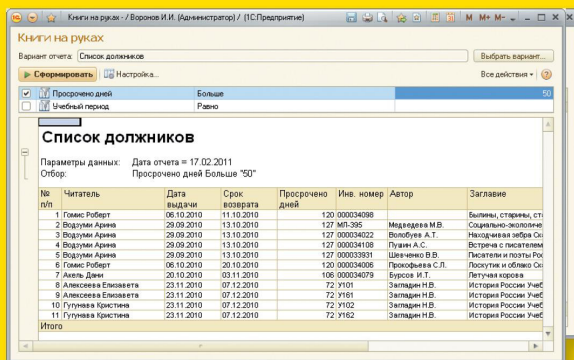 Книги на руках - / Воронов И.И. (Администратор) / (1С:Предприятие)
M M+ M-
Книги на руках
Вариант отчета: Список должников Выбрать вариант...
Сформировать Настройка... Все действия
Просрочено дней Больше 50
Учебный период Равно
Список должников
Параметры данных: Дата отчета = 17.02.2011
Отбор: Просрочено дней Больше "50"
№ п/п Читатель Дата выдачи Срок возврата Просрочено дней Инв. номер Автор Заглавие
1 Гомис Роберт 06.10.2010 11.10.2010 120 000034098 Былины, старины, ст
2 Водзуми Арина 29.09.2010 13.10.2010 127 МЛ-395 Медведева М.В. Социально-экологиче
3 Водзуми Арина 29.09.2010 13.10.2010 127 000034022 Волобуев А.Т. Находчивая зебра Ск
4 Водзуми Арина 29.09.2010 13.10.2010 127 000034108 Пушин А.С. Встреча с писателем
5 Водзуми Арина 29.09.2010 13.10.2010 127 000033931 Шевченко В.В. Писатели и поэты Рос
6 Гомис Роберт 06.10.2010 20.10.2010 120 000034006 Прокофьева С.Л. Лоскутик и облако Ск
7 Акель Дани 20.10.2010 03.11.2010 106 000034079 Бурсов И.Т. Летучая корова
8 Алексеева Елизавета 23.11.2010 07.12.2010 72 У101 Загладин Н.В. История России Учеб
9 Алексеева Елизавета 23.11.2010 07.12.2010 72 У161 Загладин Н.В. История России Учеб
10 Гугунава Кристина 23.11.2010 07.12.2010 72 У102 Загладин Н.В. История России Учеб
11 Гугунава Кристина 23.11.2010 07.12.2010 72 У162 Загладин Н.В. История России Учеб
Итого